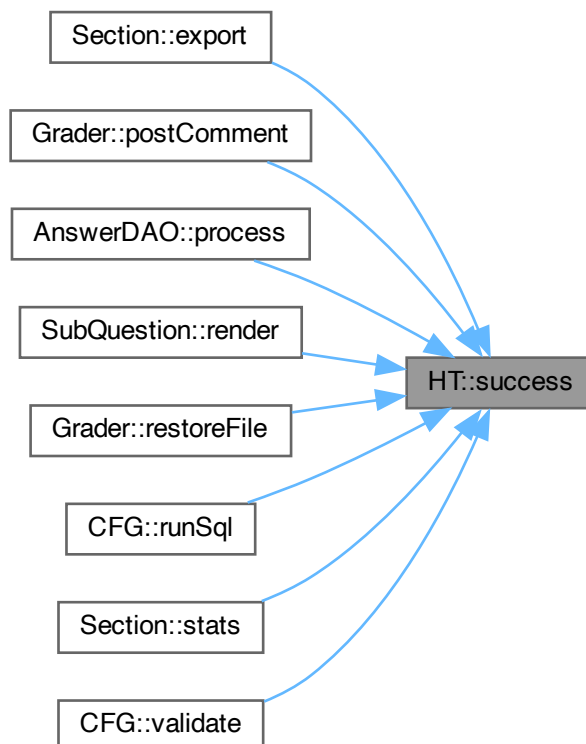 Section::export
Grader::postComment
AnswerDAO::process
SubQuestion::render
HT::success
Grader::restoreFile
CFG::runSql
Section::stats
CFG::validate